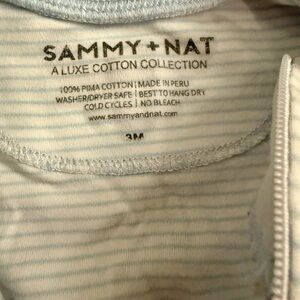 SAMMY + NAT
A LUXE COTTON COLLECTION
100% PIMA COTTON | MADE IN PERU
WASHER/DRYER SAFE | BEST TO HANG DRY
COLD CYCLES | NO BLEACH
www.sammyandnat.com
3M